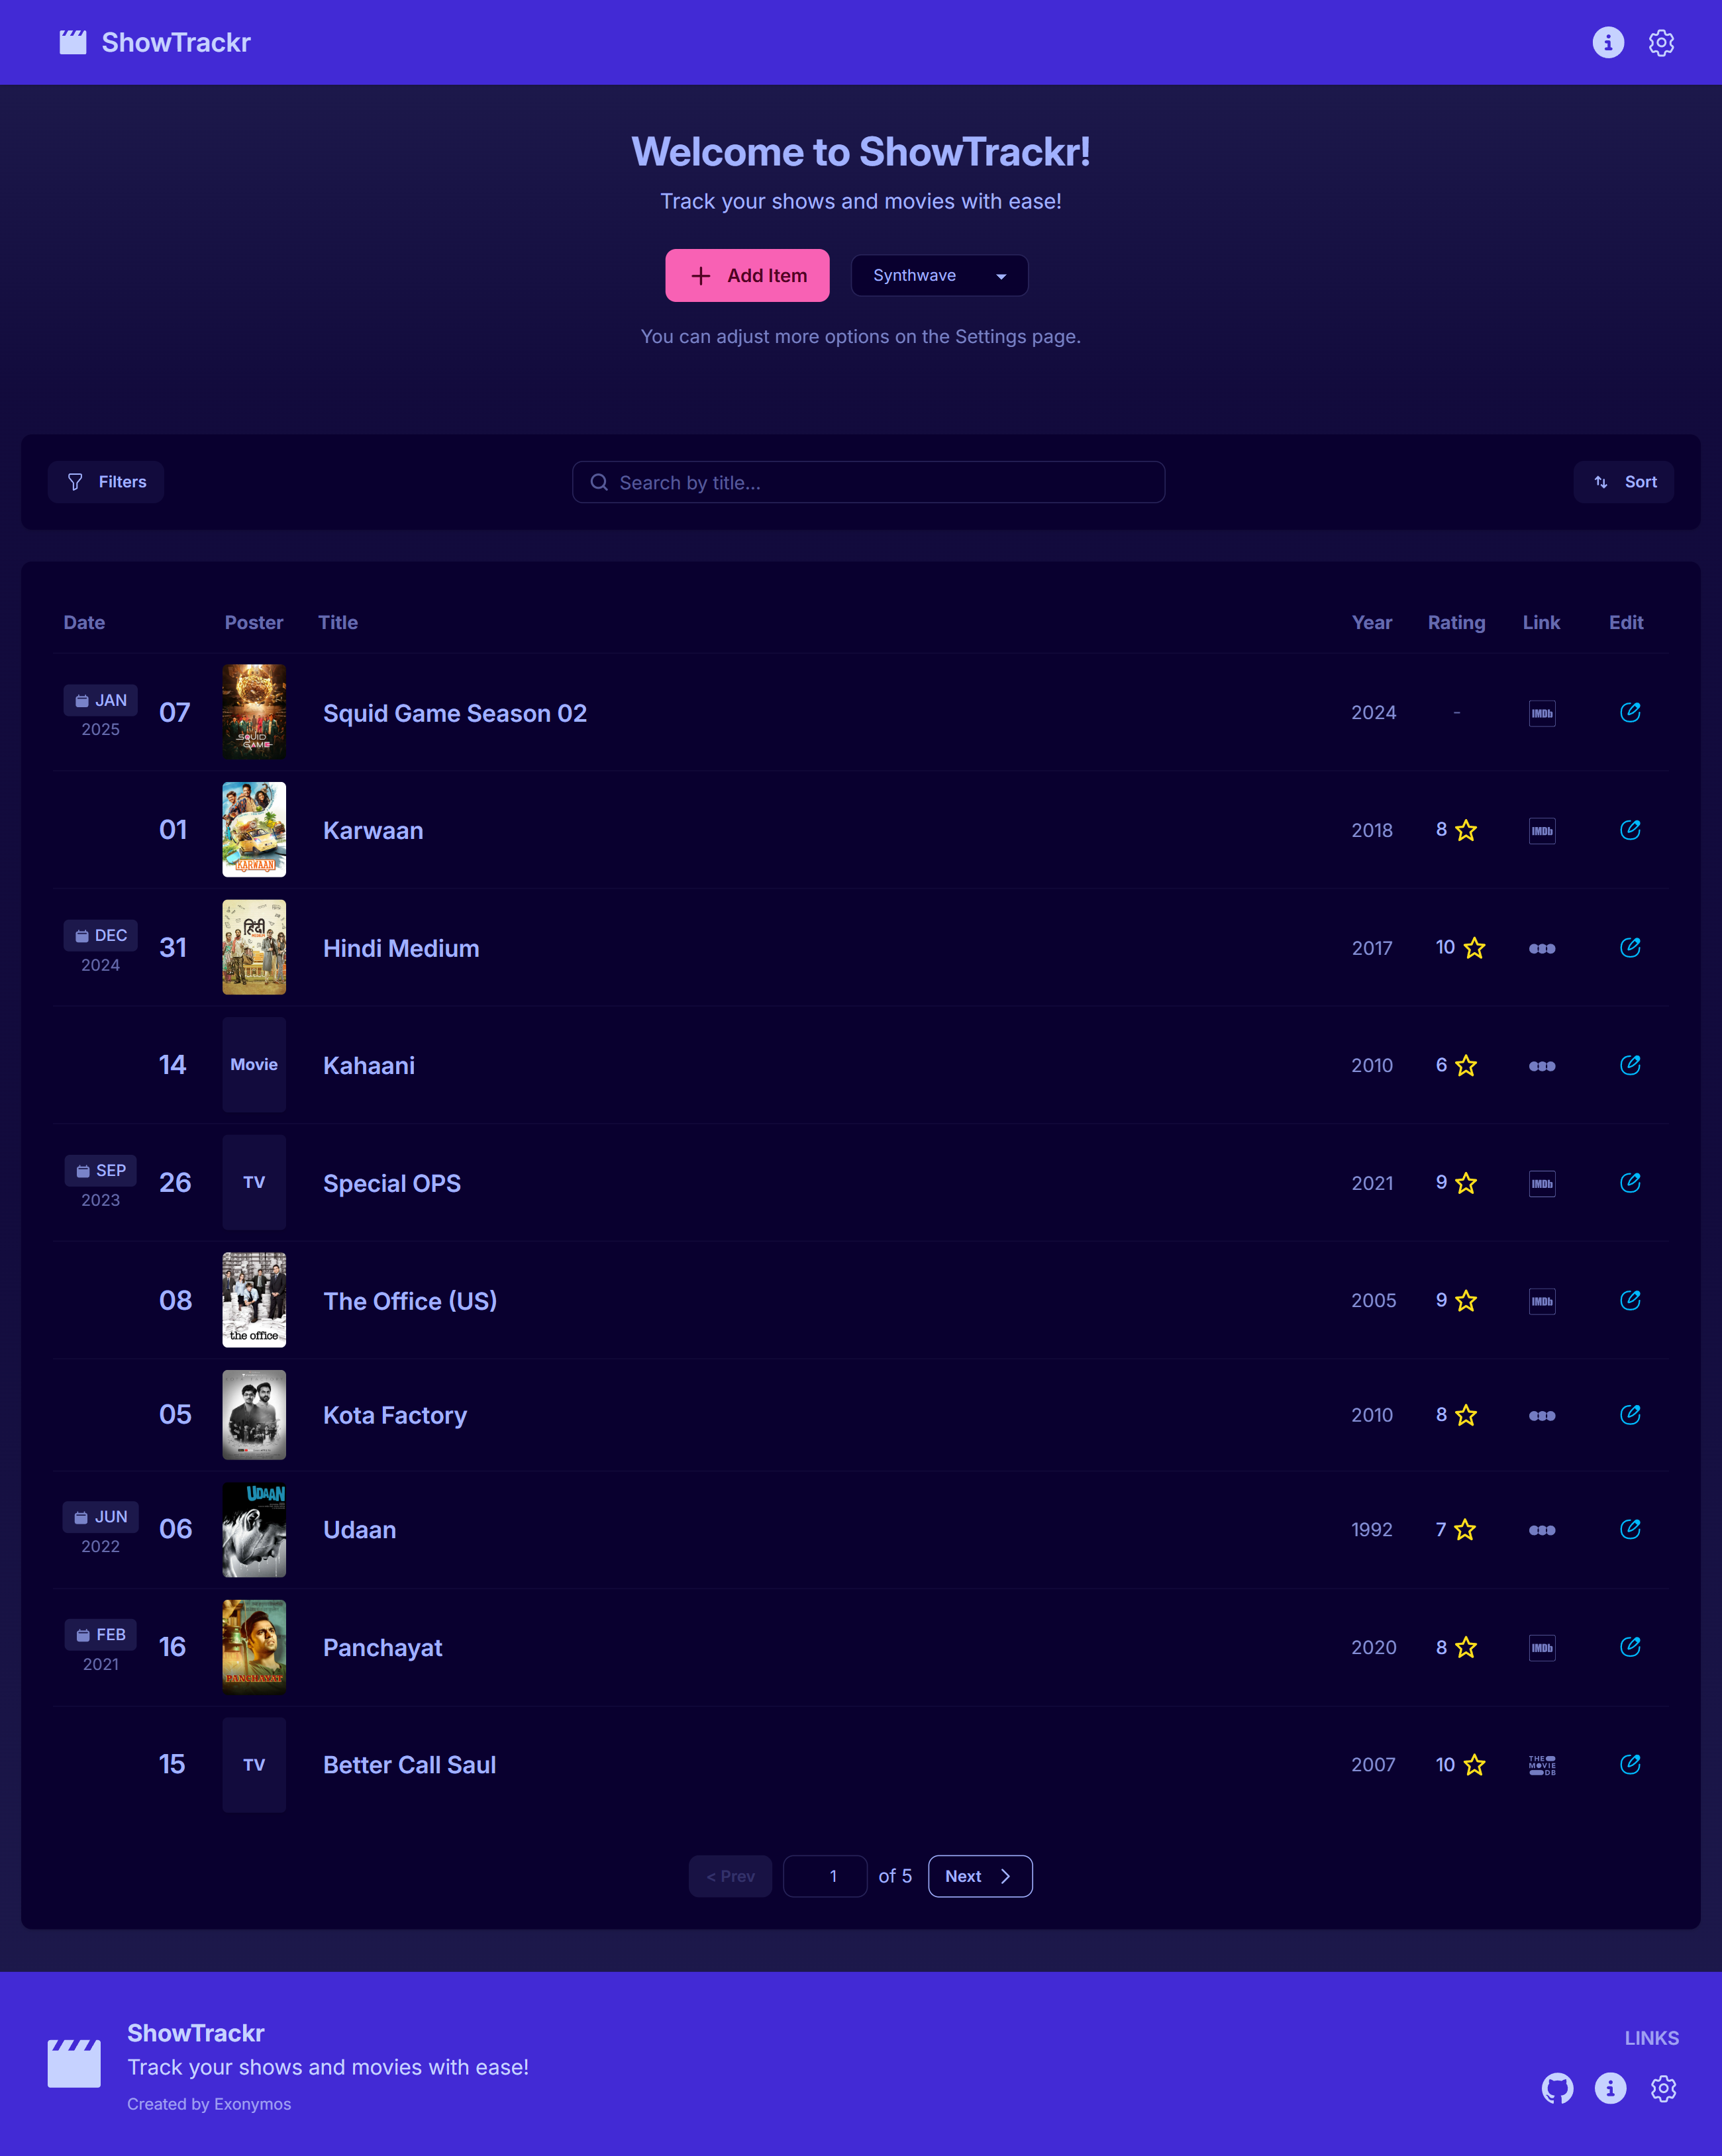 ShowTrackr
Welcome to ShowTrackr!
Track your shows and movies with ease!
Add Item
Synthwave
You can adjust more options on the Settings page.
Filters
Search by title...
Sort
Date Poster Title Year Rating Link Edit
JAN
2025
07
SQUID
GAME
Squid Game Season 02
2024
-
IMDb
01
KARWAAN
Karwaan
2018
8
IMDb
DEC
2024
31
हिंदी
Hindi Medium
2017
10
14
Movie
Kahaani
2010
6
SEP
2023
26
TV
Special OPS
2021
9
IMDb
08
the office
The Office (US)
2005
9
IMDb
05
Kota Factory
2010
8
JUN
2022
06
UDAAN
Udaan
1992
7
FEB
2021
16
PANCHAYAT
Panchayat
2020
8
IMDb
15
TV
Better Call Saul
2007
10
THE
MOVIE
DB
< Prev
1
of 5
Next
ShowTrackr
Track your shows and movies with ease!
Created by Exonymos
LINKS